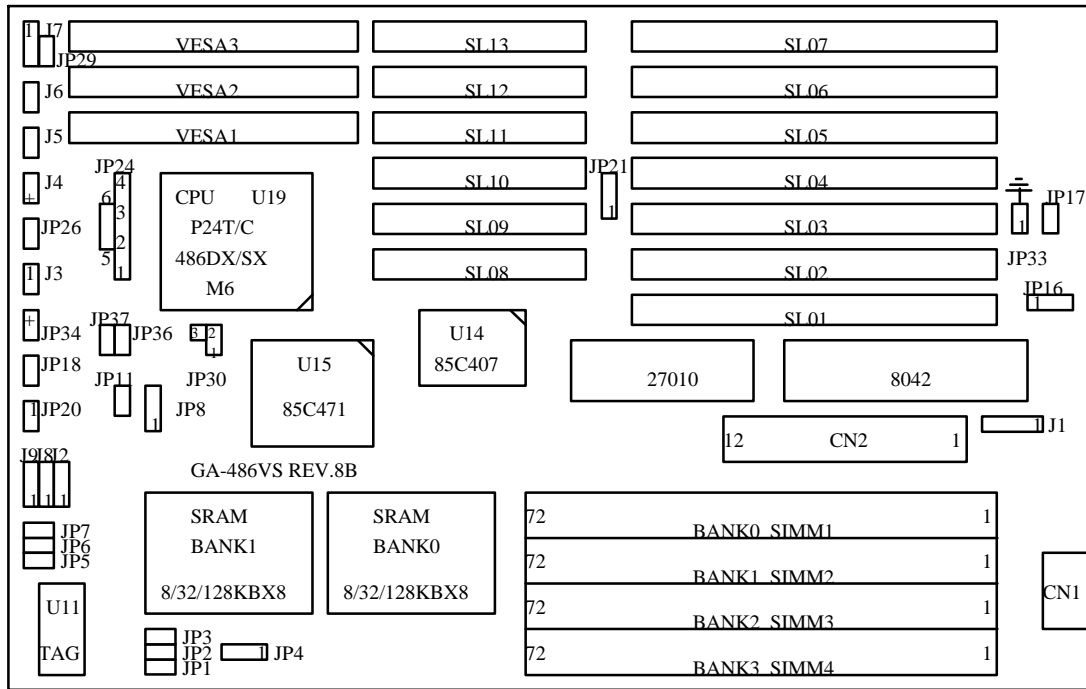 1 J7 VESA3 SL13 SL07
JP29
J6 VESA2 SL12 SL06
J5 VESA1 SL11 SL05
JP24 JP21
J4 4 CPU U19 SL10 SL04
+ 6 3 P24T/C 1 JP17
JP26 2 486DX/SX SL09 SL03 1
5 JP33
J3 1 1 M6 SL08 SL02
JP16
1
+ JP37 3 2 U14 SL01
JP34 JP36 1 85C407
JP18 JP30 U15 27010 8042
JP11
1 JP20 1 JP8 85C471 12 CN2 1 1 J1
J9 J8 J2 GA-486VS REV.8B
1 1 1
SRAM SRAM 72 1
JP7 BANK0 SIMM1
JP6 BANK1 BANK0 72 1
JP5 BANK1 SIMM2
8/32/128KBX8 8/32/128KBX8 CN1
U11 72 1
BANK2 SIMM3
JP3
TAG JP2 1 JP4 72 1
JP1 BANK3 SIMM4